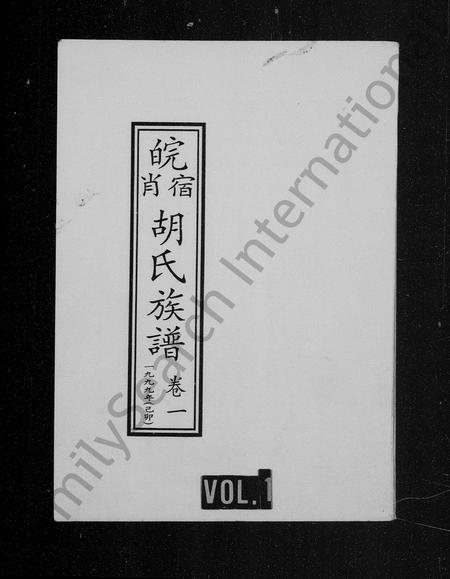 皖
宿肖
胡氏族譜
卷一
一九九九年(己卯)
VOL. 1
milySearch International